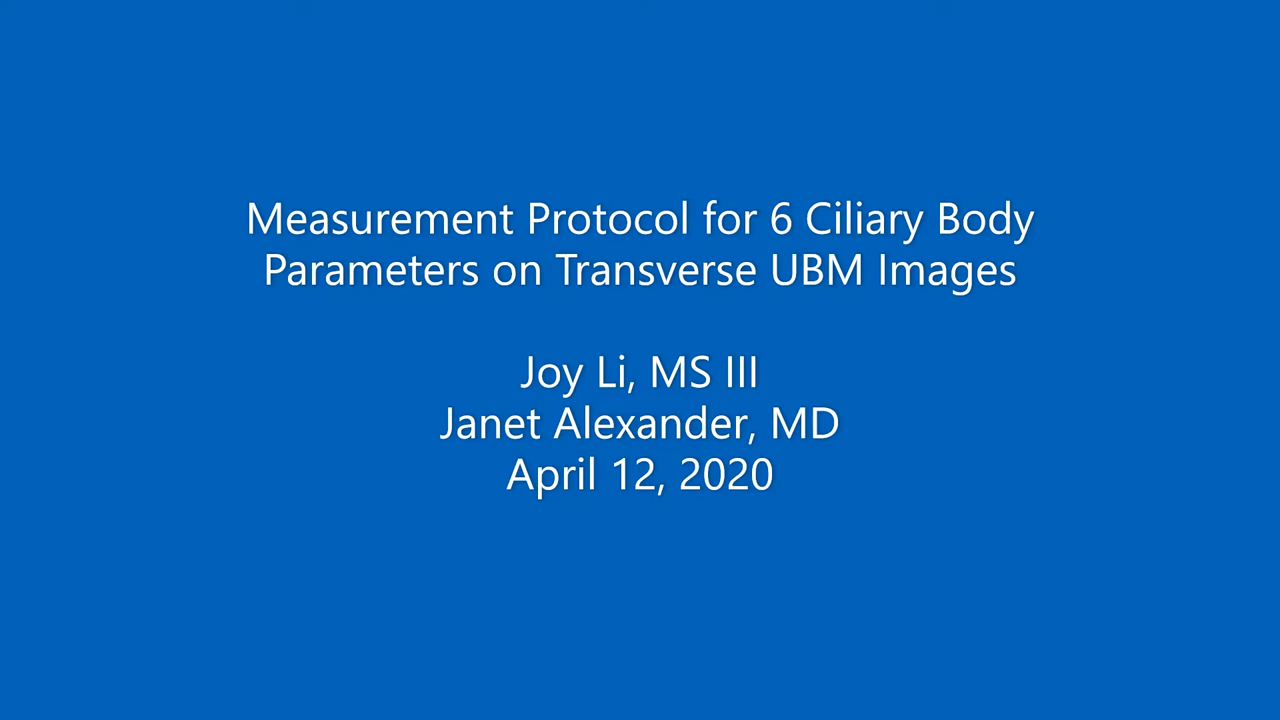 Measurement Protocol for 6 Ciliary Body
Parameters on Transverse UBM Images
Joy Li, MS III
Janet Alexander, MD
April 12, 2020